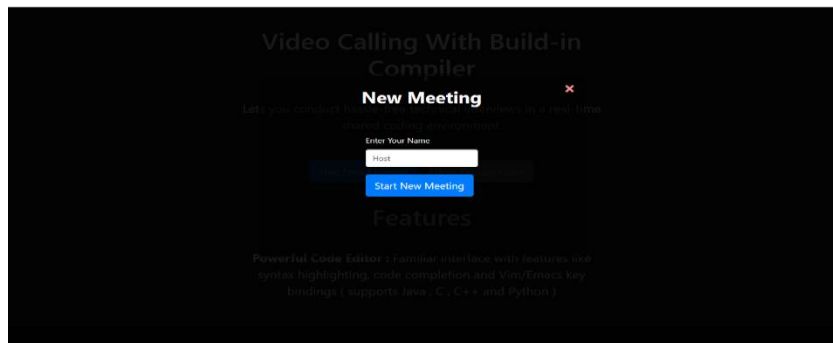 Video Calling With Build-in
Compiler
×
New Meeting
Lets you conduct
interviews in a real-time
shared coding environment
Enter Your Name
Host
Start New Meeting
Features
Powerful Code Editor : Familiar interface with features like
syntax highlighting, code completion and Vim/Emacs key
bindings ( supports Java , C , C++ and Python )